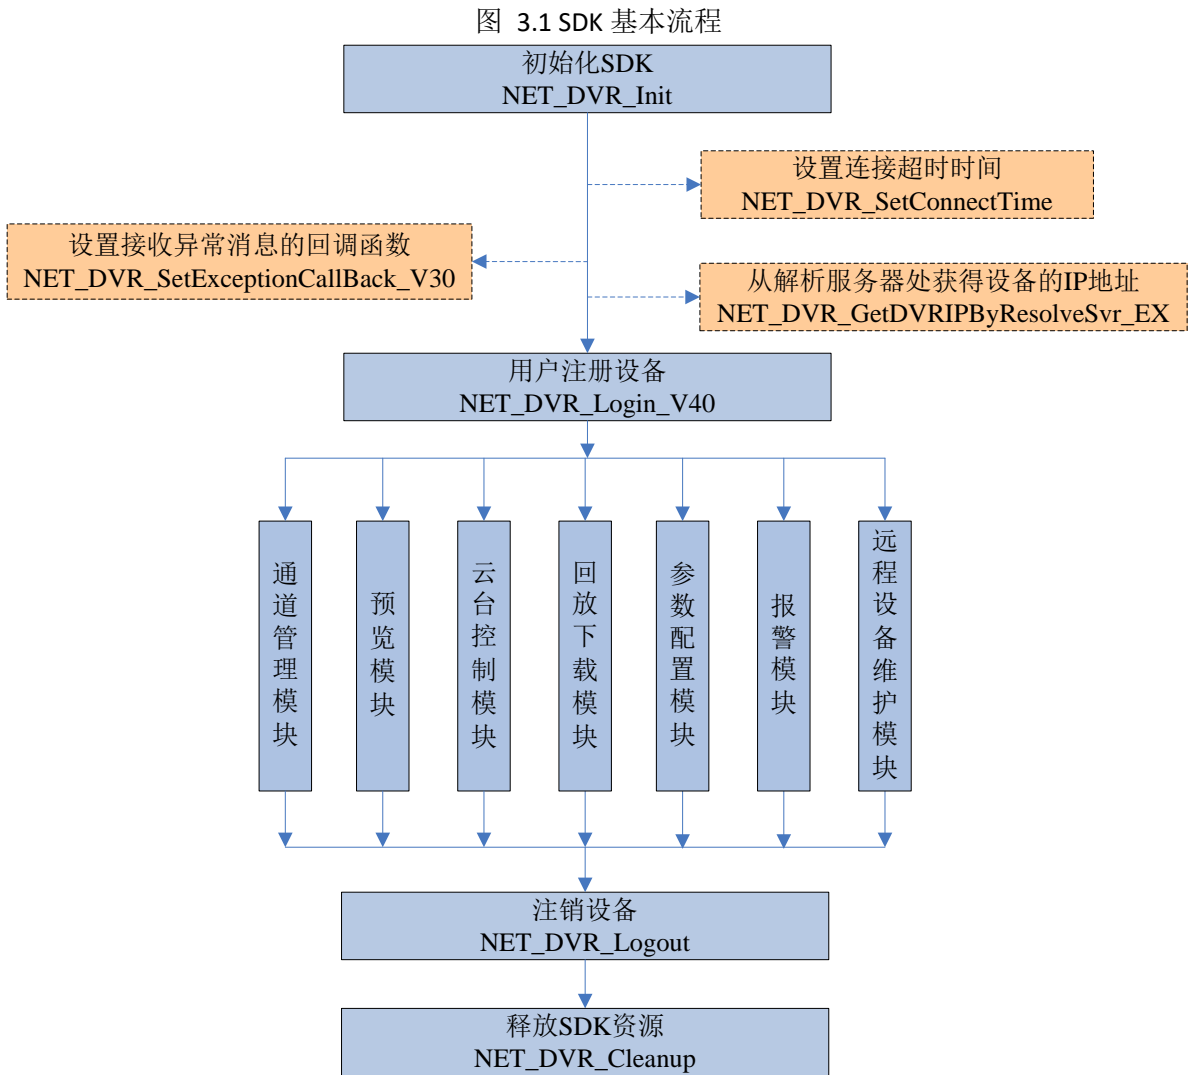 图 3.1 SDK 基本流程
初始化SDK
NET_DVR_Init
设置连接超时时间
NET_DVR_SetConnectTime
设置接收异常消息的回调函数
NET_DVR_SetExceptionCallBack_V30
从解析服务器处获得设备的IP地址
NET_DVR_GetDVRIPByResolveSvr_EX
用户注册设备
NET_DVR_Login_V40
通道管理模块
预览模块
云台控制模块
回放下载模块
参数配置模块
报警模块
远程设备维护模块
注销设备
NET_DVR_Logout
释放SDK资源
NET_DVR_Cleanup